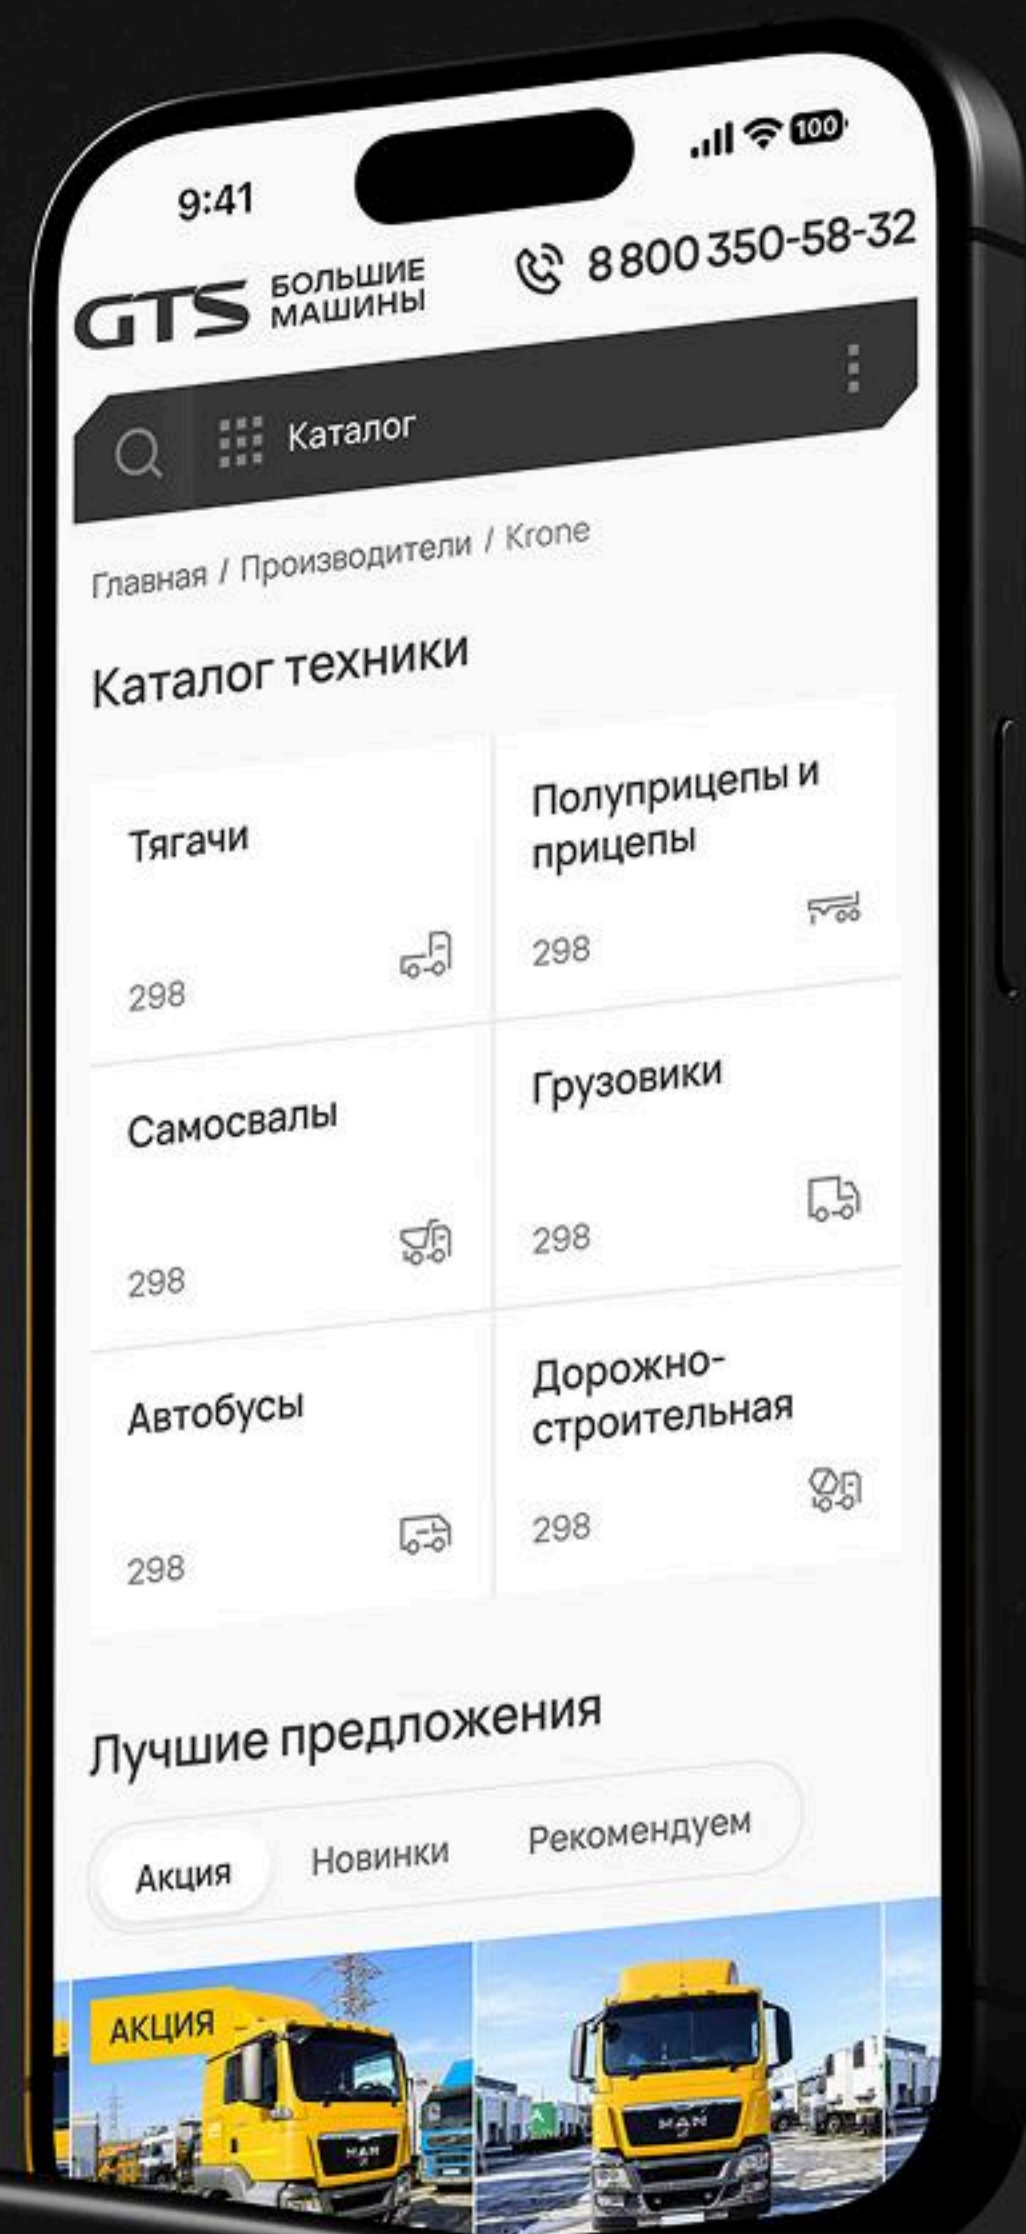 9:41
100
GTS
БОЛЬШИЕ
МАШИНЫ
8 800 350-58-32
Каталог
Главная / Производители / Krone
Каталог техники
Тягачи
298
Полуприцепы и
прицепы
298
Самосвалы
298
Грузовики
298
Автобусы
298
Дорожно-
строительная
298
Лучшие предложения
Акция
Новинки
Рекомендуем
АКЦИЯ
MAN
MAN